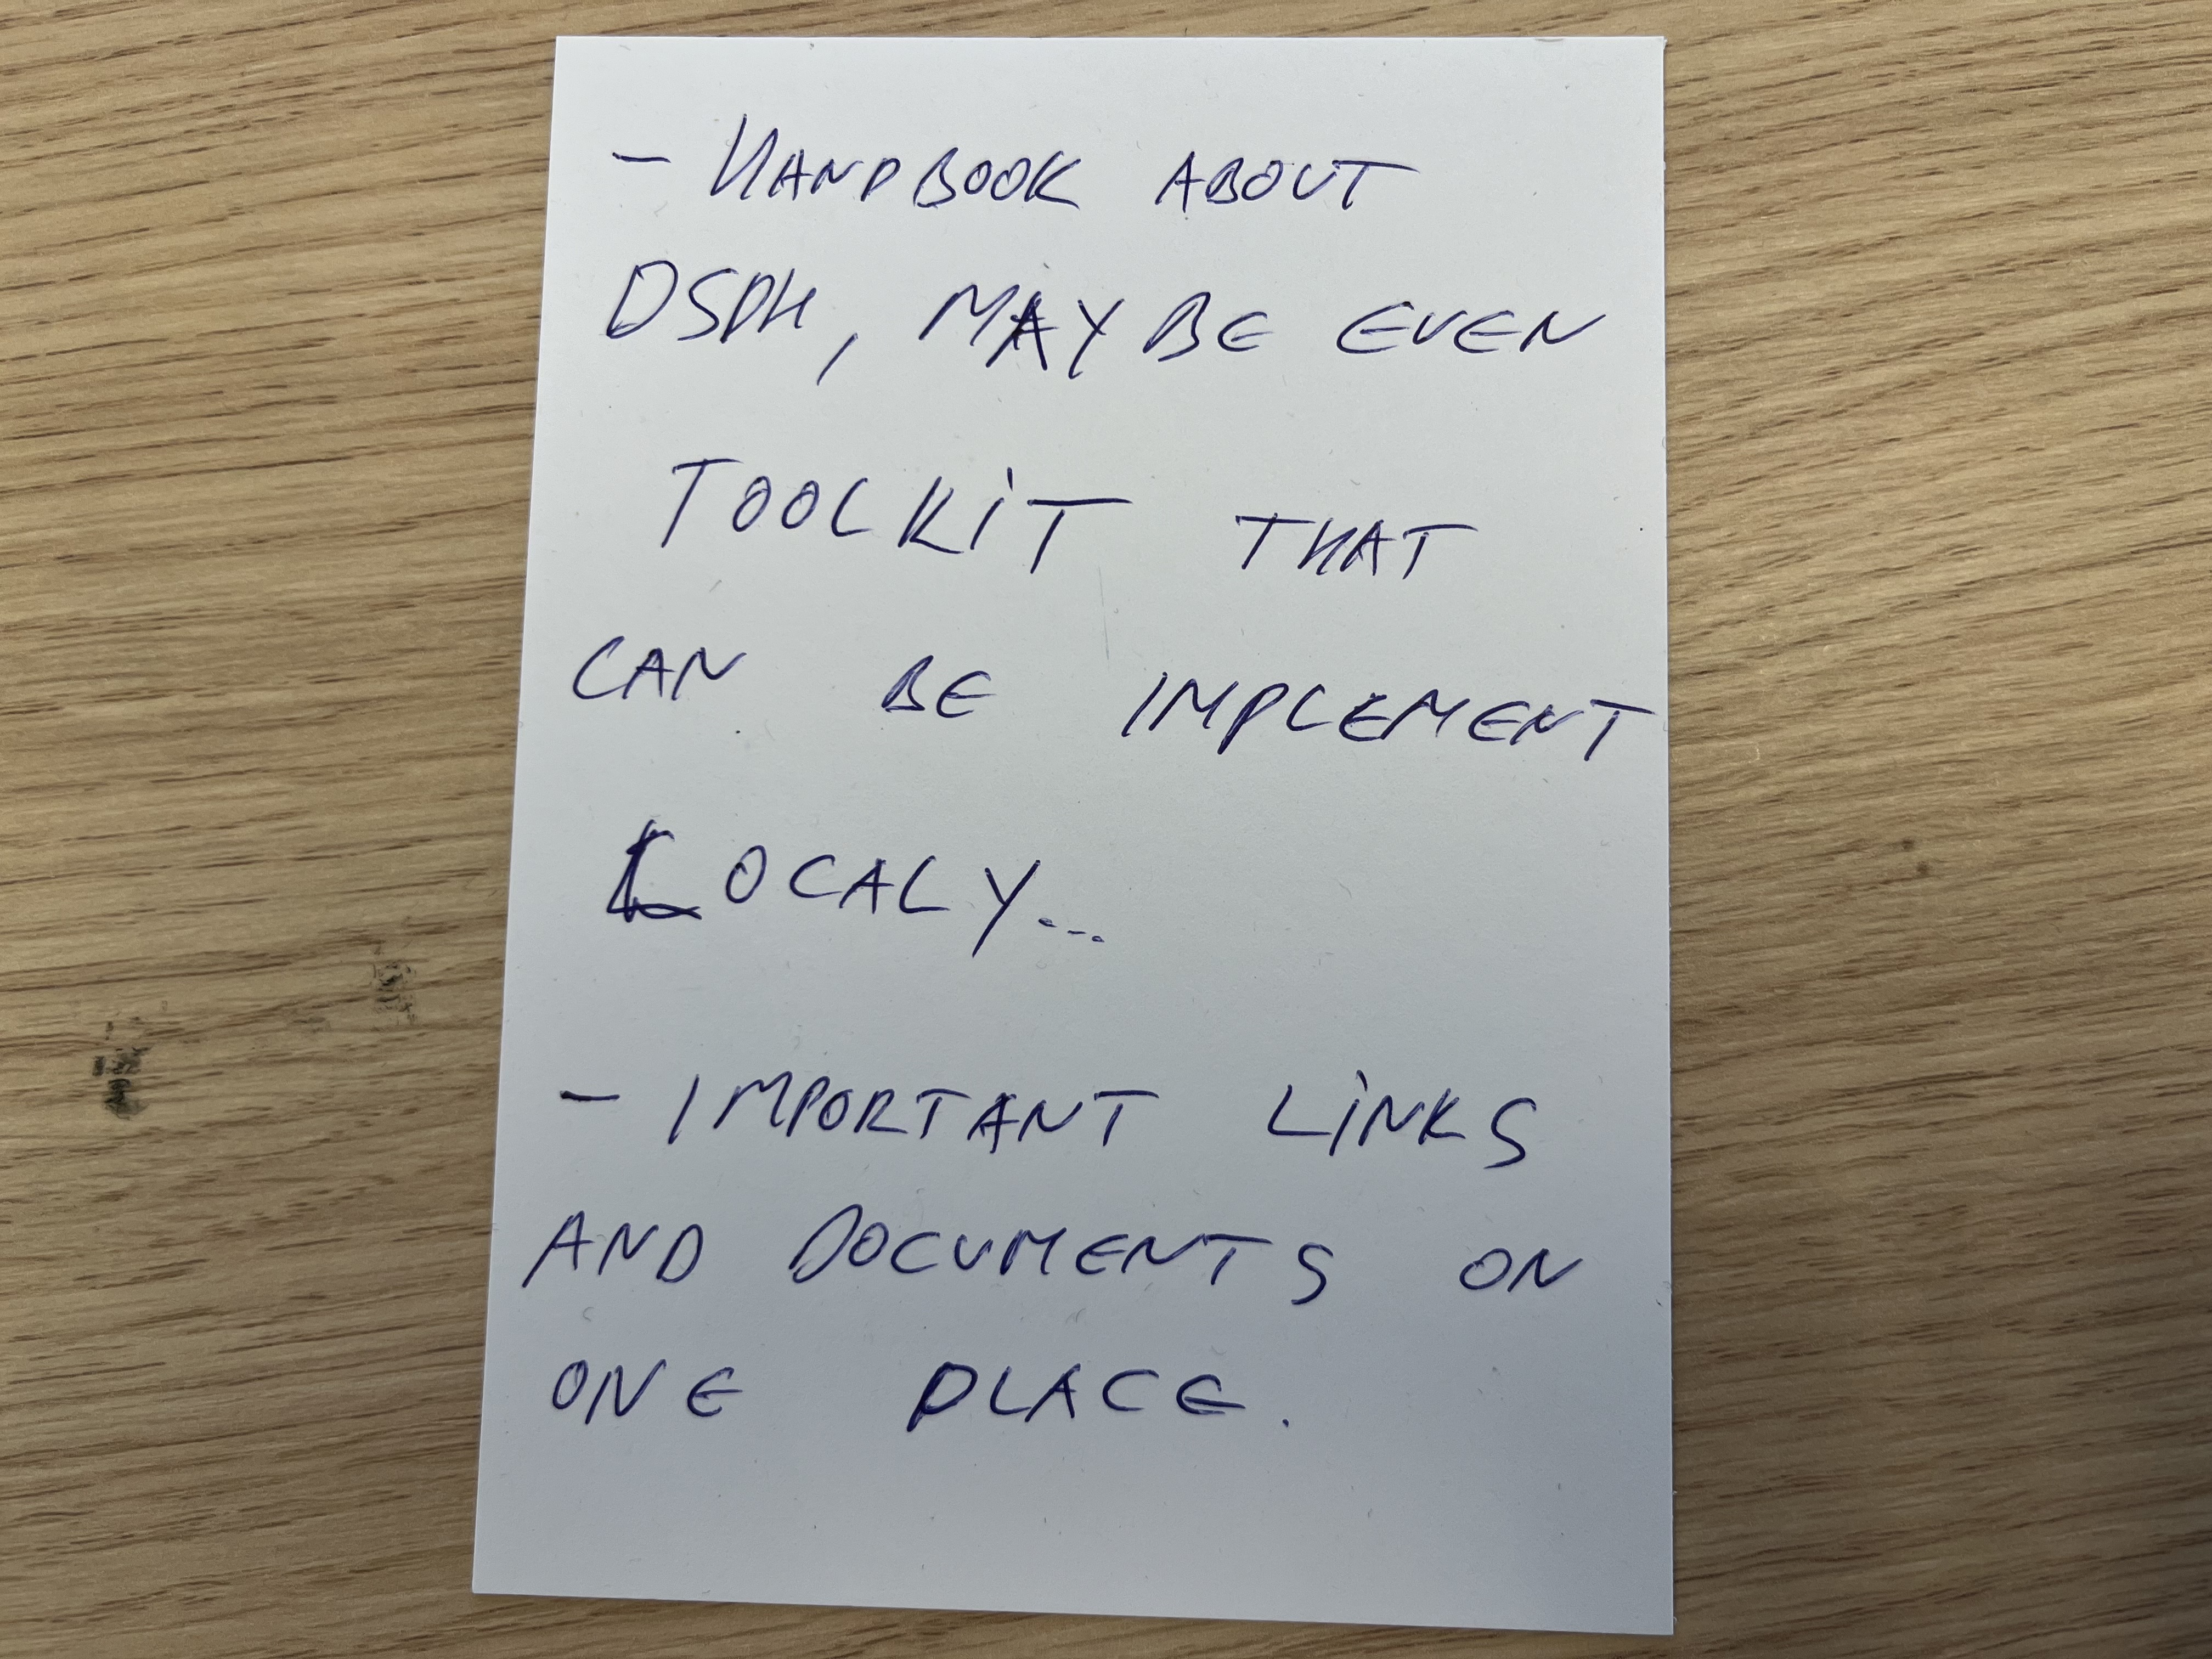 - HANDBOOK ABOUT
DSDH, MAYBE EVEN
TOOLKIT THAT
CAN BE IMPLEMENT
LOCALY...
- IMPORTANT LINKS
AND DOCUMENTS ON
ONE PLACE.